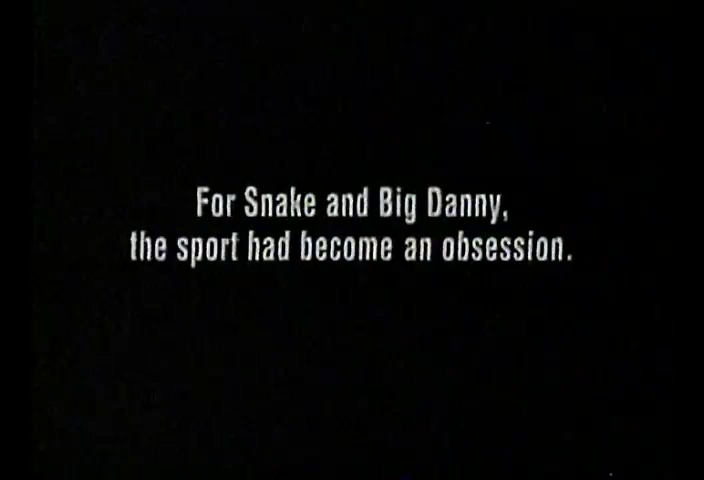 For Snake and Big Danny,
the sport had become an obsession.